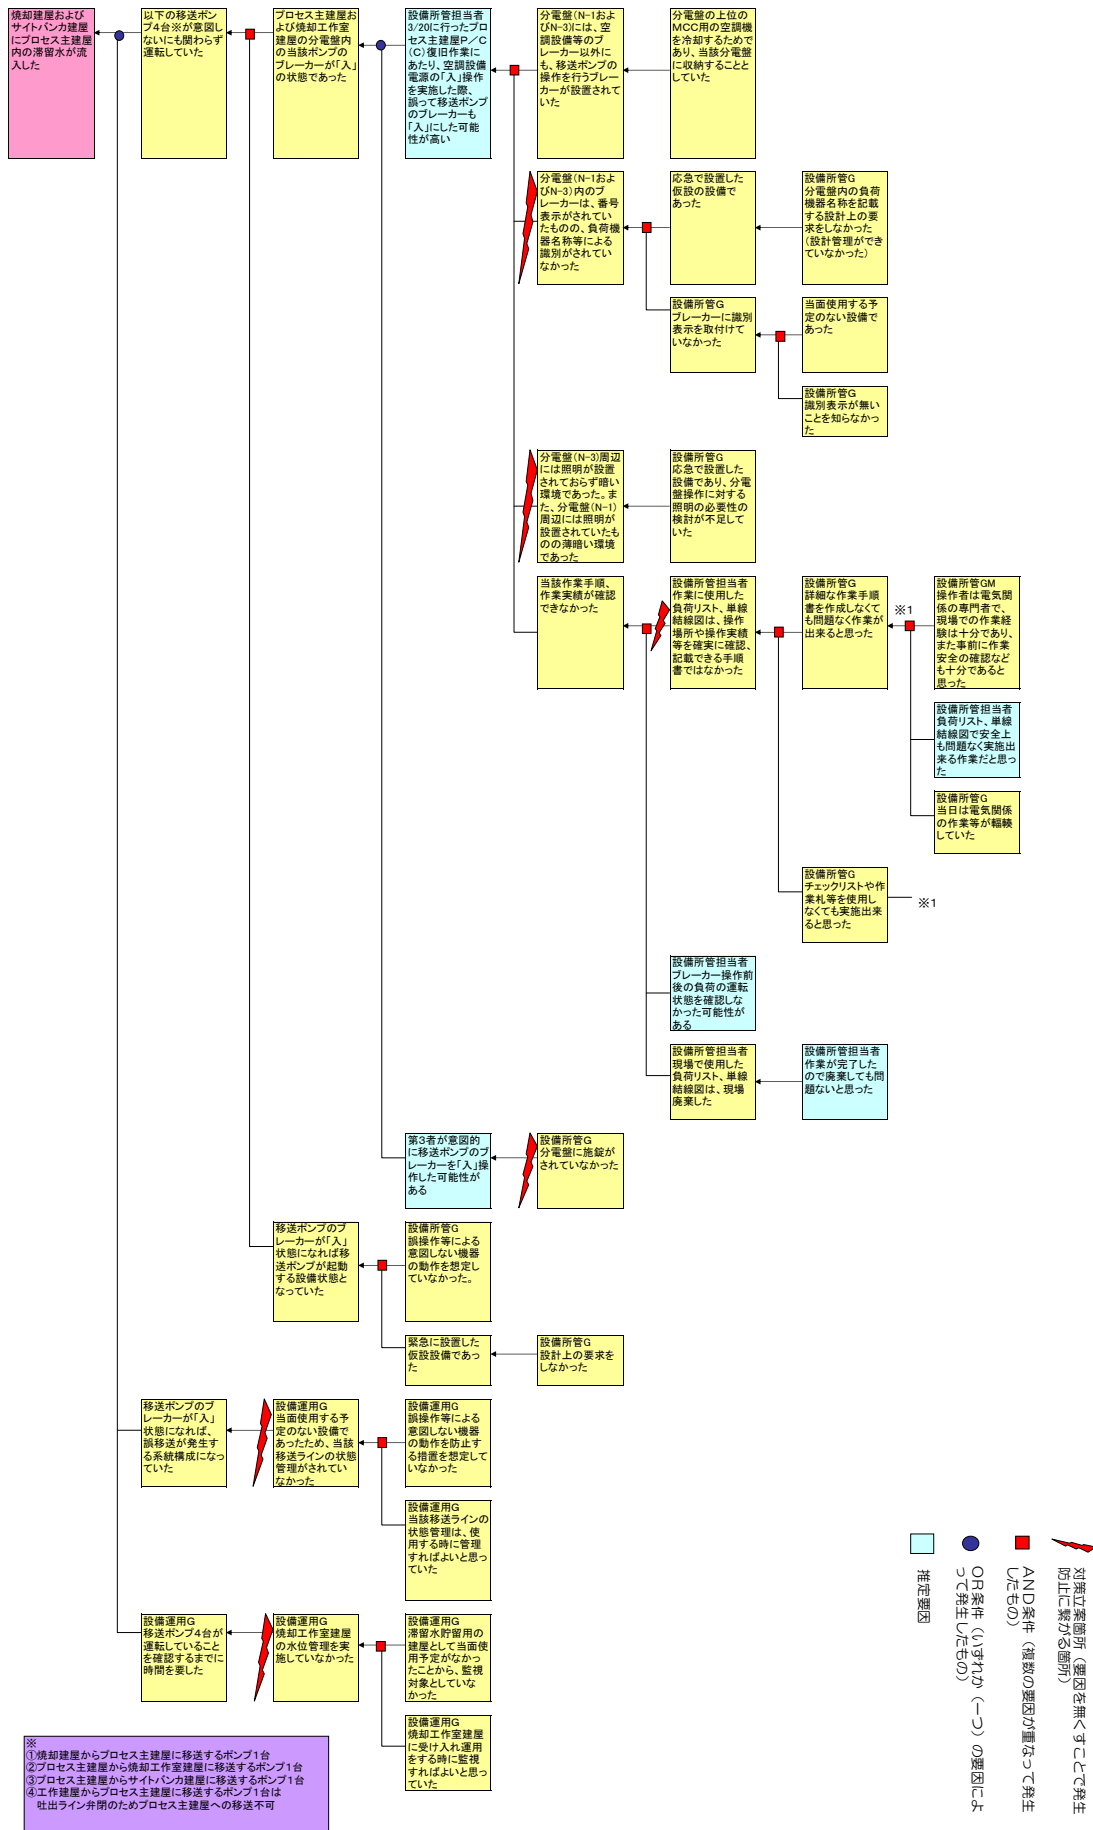 焼却建屋および
サイトバンカ建屋
にプロセス主建屋
内の滞留水が流
入した
以下の移送ポン
プ4台※が意図し
ないにも関わらず
運転していた
プロセス主建屋お
よび焼却工作室
建屋の分電盤内
の当該ポンプの
ブレーカーが「入」
の状態であった
設備所管担当者
3/20に行ったプロ
セス主建屋P/C
(C)復旧作業に
あたり、空調設備
電源の「入」操作
を実施した際、
誤って移送ポンプ
のブレーカーも
「入」にした可能
性が高い
分電盤(N-1およ
びN-3)には、空
調設備等のブ
レーカー以外に
も、移送ポンプの
操作を行うブレー
カーが設置されて
いた
分電盤の上位の
MCC用の空調機
を冷却するためで
あり、当該分電盤
に収納することと
していた
分電盤(N-1およ
びN-3)内のブ
レーカーは、番号
表示がされてい
たものの、負荷機
器名称等による
識別がされてい
なかった
応急で設置した
仮設の設備で
あった
設備所管G
分電盤内の負荷
機器名称を記載
する設計上の要
求をしなかった
(設計管理ができ
ていなかった)
設備所管G
ブレーカーに識別
表示を取付けて
いなかった
当面使用する予
定のない設備で
あった
設備所管G
識別表示が無い
ことを知らなかっ
た
分電盤(N-3)周辺
には照明が設置
されておらず暗い
環境であった。ま
た、分電盤(N-1)
周辺には照明が
設置されていたも
のの薄暗い環境
であった
設備所管G
応急で設置した
設備であり、分電
盤操作に対する
照明の必要性の
検討が不足して
いた
当該作業手順、
作業実績が確認
できなかった
設備所管担当者
作業に使用した
負荷リスト、単線
結線図は、操作
場所や操作実績
等を確実に確認、
記載できる手順
書ではなかった
設備所管G
詳細な作業手順
書を作成しなくて
も問題なく作業が
出来ると思った
※1
設備所管GM
操作者は電気関
係の専門者で、
現場での作業経
験は十分であり、
また事前に作業
安全の確認など
も十分であると
思った
設備所管担当者
負荷リスト、単線
結線図で安全上
も問題なく実施出
来る作業だと思っ
た
設備所管G
当日は電気関係
の作業等が輻輳
していた
設備所管G
チェックリストや作
業札等を使用し
なくても実施出来
ると思った
※1
設備所管担当者
ブレーカー操作前
後の負荷の運転
状態を確認しな
かった可能性が
ある
設備所管担当者
現場で使用した
負荷リスト、単線
結線図は、現場
廃棄した
設備所管担当者
作業が完了した
ので廃棄しても問
題ないと思った
第3者が意図的
に移送ポンプのブ
レーカーを「入」操
作した可能性が
ある
設備所管G
分電盤に施錠が
されていなかった
移送ポンプのブ
レーカーが「入」
状態になれば移
送ポンプが起動
する設備状態と
なっていた
設備所管G
誤操作等による
意図しない機器
の動作を想定し
ていなかった。
緊急に設置した
仮設設備であっ
た
設備所管G
設計上の要求を
しなかった
移送ポンプのブ
レーカーが「入」
状態になれば、
誤移送が発生す
る系統構成になっ
ていた
設備運用G
当面使用する予
定のない設備で
あったため、当該
移送ラインの状態
管理がされてい
なかった
設備運用G
誤操作等による
意図しない機器
の動作を防止す
る措置を想定して
いなかった
設備運用G
当該移送ラインの
状態管理は、使
用する時に管理
すればよいと思っ
ていた
設備運用G
移送ポンプ4台が
運転していること
を確認するまでに
時間を要した
設備運用G
焼却工作室建屋
の水位管理を実
施していなかった
設備運用G
滞留水貯留用の
建屋として当面使
用予定がなかっ
たことから、監視
対象としていな
かった
設備運用G
焼却工作室建屋
に受け入れ運用
をする時に監視
すればよいと思っ
ていた
対策立案箇所(要因を無くすことで発生
防止に繋がる箇所)
AND条件(複数の要因が重なって発生
したもの)
OR条件(いずれか(一つ)の要因によ
って発生したもの)
推定要因
※
①焼却建屋からプロセス主建屋に移送するポンプ1台
②プロセス主建屋から焼却工作室建屋に移送するポンプ1台
③プロセス主建屋からサイトバンカ建屋に移送するポンプ1台
④工作建屋からプロセス主建屋に移送するポンプ1台は
吐出ライン弁閉のためプロセス主建屋への移送不可